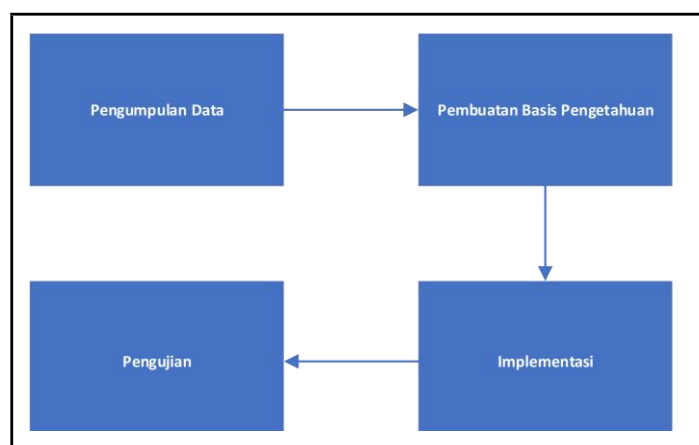 Pengumpulan Data
Pembuatan Basis Pengetahuan
Implementasi
Pengujian